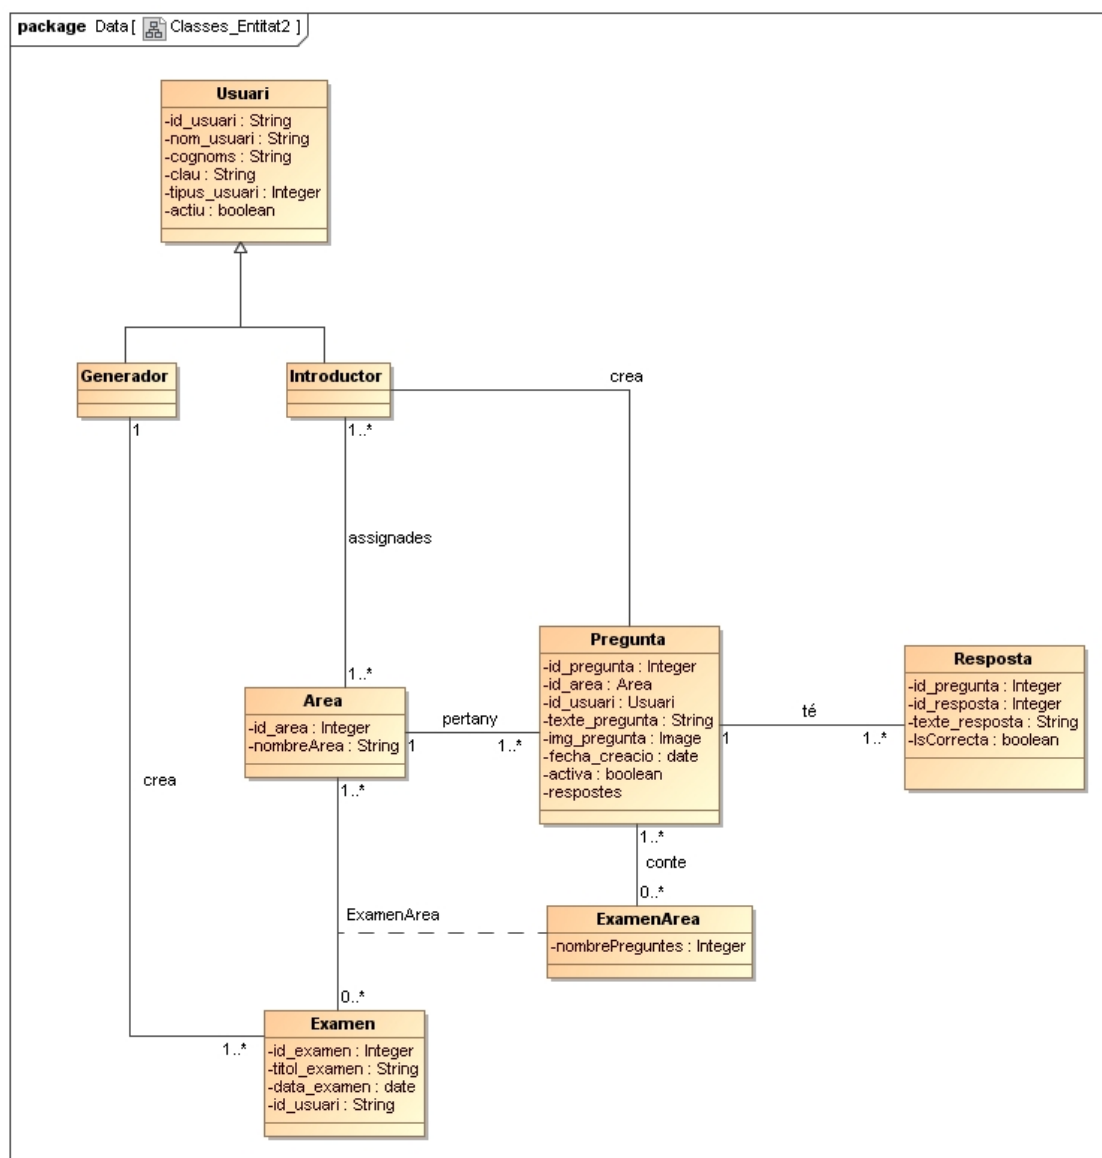 package Data [ Classes_Entitat2 ]
Usuari
-id_usuari : String
-nom_usuari : String
-cognoms : String
-clau : String
-tipus_usuari : Integer
-actiu : boolean
Generador
Introductor
crea
1
1..*
assignades
1..*
Area
-id_area : Integer
-nombreArea : String
1
pertany
1..*
Pregunta
-id_pregunta : Integer
-id_area : Area
-id_usuari : Usuari
-texte_pregunta : String
-img_pregunta : Image
-fecha_creacio : date
-activa : boolean
-respostes
1
té
1..*
Resposta
-id_pregunta : Integer
-id_resposta : Integer
-texte_resposta : String
-IsCorrecta : boolean
crea
1..*
1..*
conte
0..*
ExamenArea
ExamenArea
-nombrePreguntes : Integer
0..*
1..*
Examen
-id_examen : Integer
-titol_examen : String
-data_examen : date
-id_usuari : String